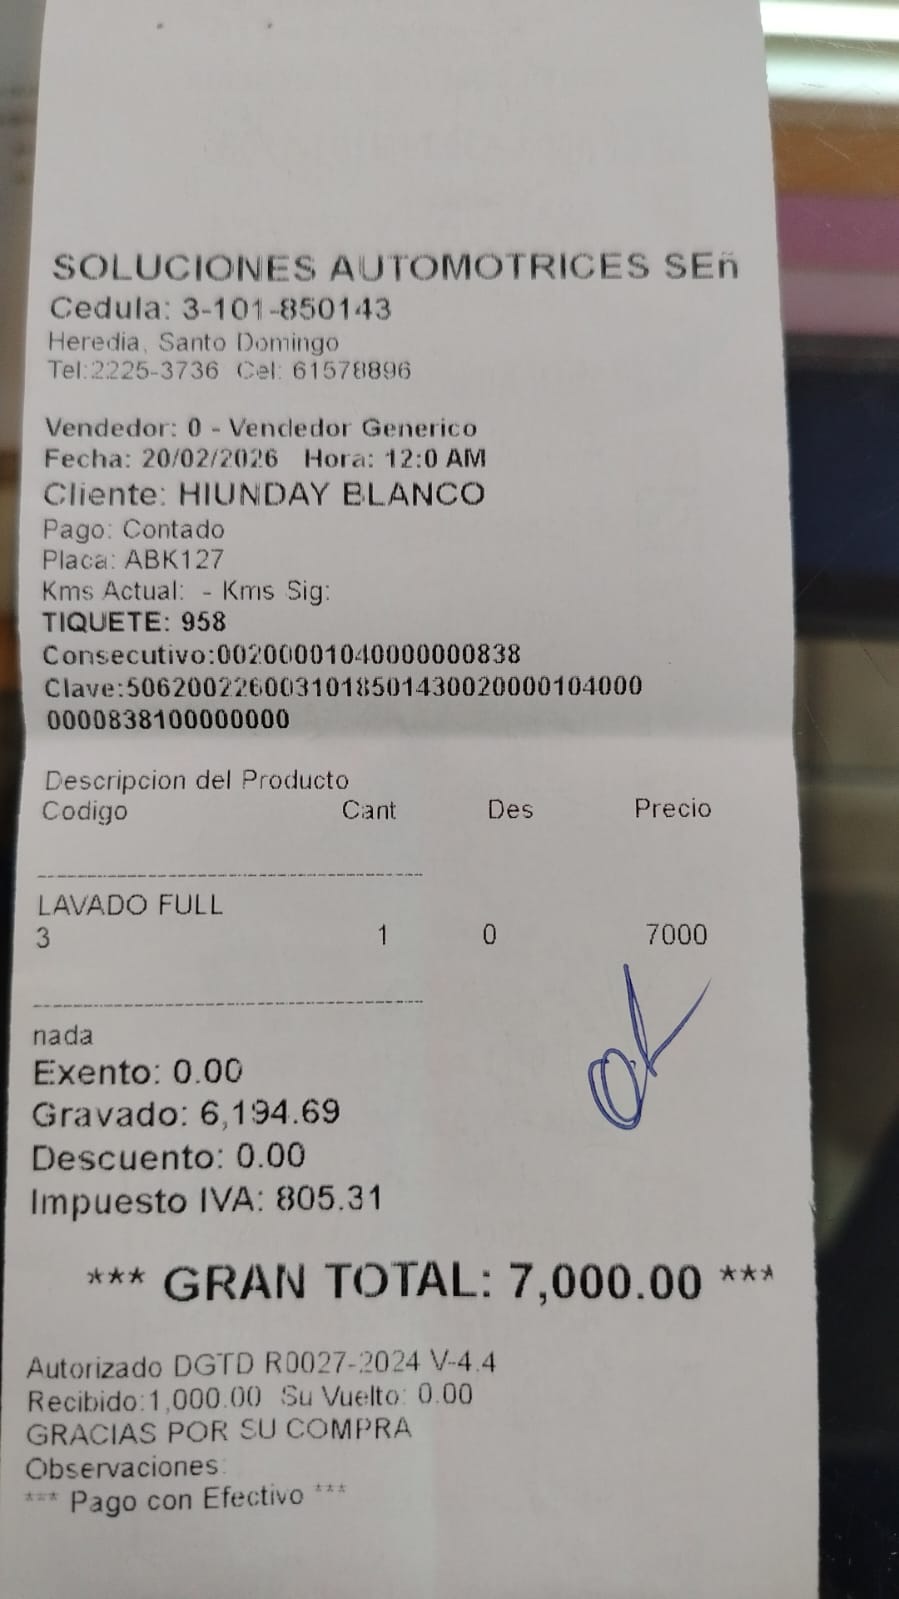 SOLUCIONES AUTOMOTRICES SEñ
Cedula: 3-101-850143
Heredia, Santo Domingo
Tel:2225-3736 Cel: 61578896
Vendedor: 0 - Vendedor Generico
Fecha: 20/02/2026 Hora: 12:0 AM
Cliente: HIUNDAY BLANCO
Pago: Contado
Placa: ABK127
Kms Actual: - Kms Sig:
TIQUETE: 958
Consecutivo:00200001040000000838
Clave:5062002260031018501430020000104000
0000838100000000
Descripcion del Producto
Codigo Cant Des Precio
LAVADO FULL
3 1 0 7000
nada
Exento: 0.00
Gravado: 6,194.69
Descuento: 0.00
Impuesto IVA: 805.31
*** GRAN TOTAL: 7,000.00 ***
Autorizado DGTD R0027-2024 V-4.4
Recibido:1,000.00 Su Vuelto: 0.00
GRACIAS POR SU COMPRA
Observaciones:
*** Pago con Efectivo ***